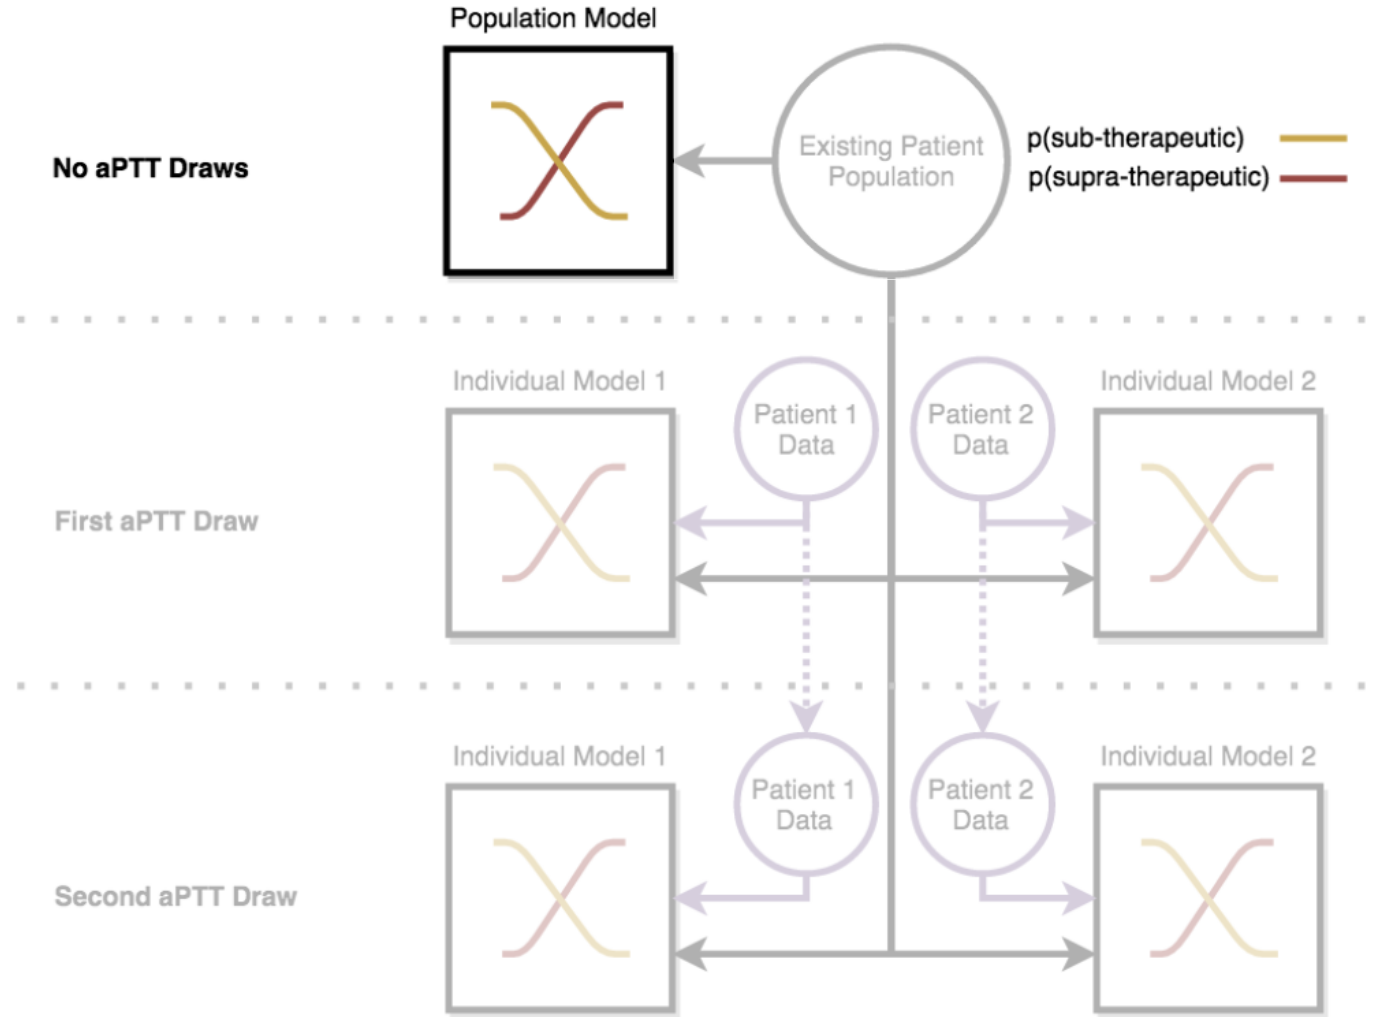 Population Model
No aPTT Draws
Existing Patient
Population
p(sub-therapeutic)
p(supra-therapeutic)
Individual Model 1
Patient 1
Data
Patient 2
Data
Individual Model 2
First aPTT Draw
Individual Model 1
Patient 1
Data
Patient 2
Data
Individual Model 2
Second aPTT Draw